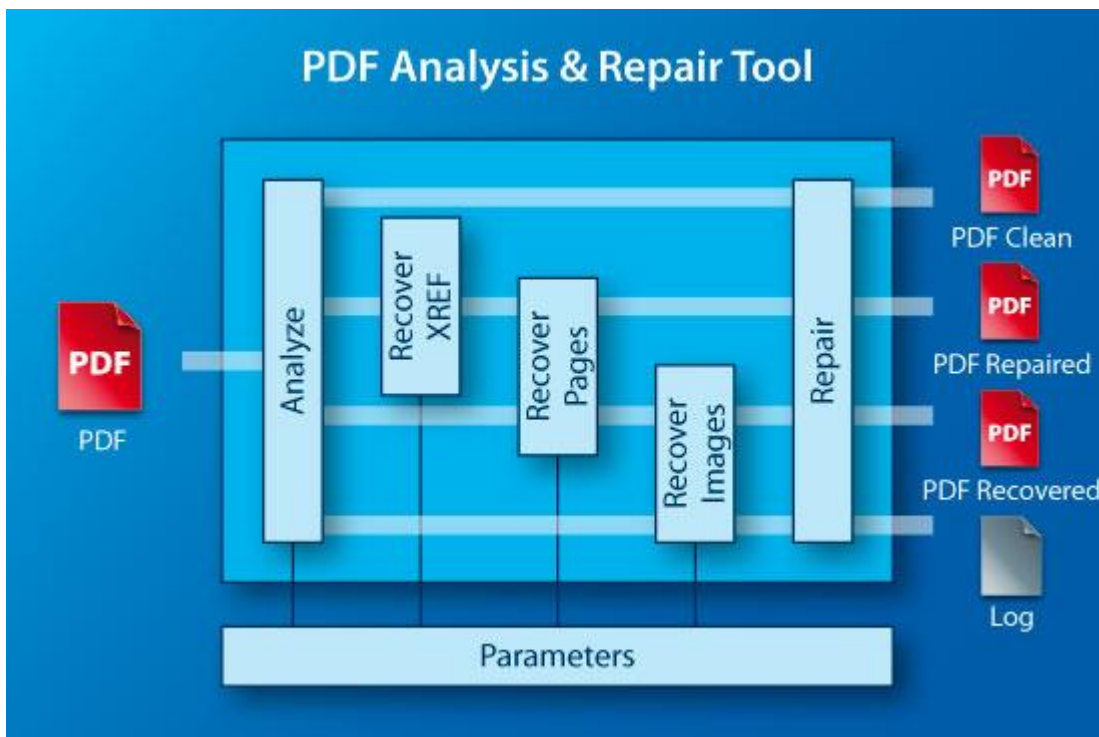 PDF Analysis & Repair Tool
PDF
PDF
Analyze
Recover
XREF
Recover
Pages
Recover
Images
Repair
PDF
PDF Clean
PDF
PDF Repaired
PDF
PDF Recovered
Log
Parameters